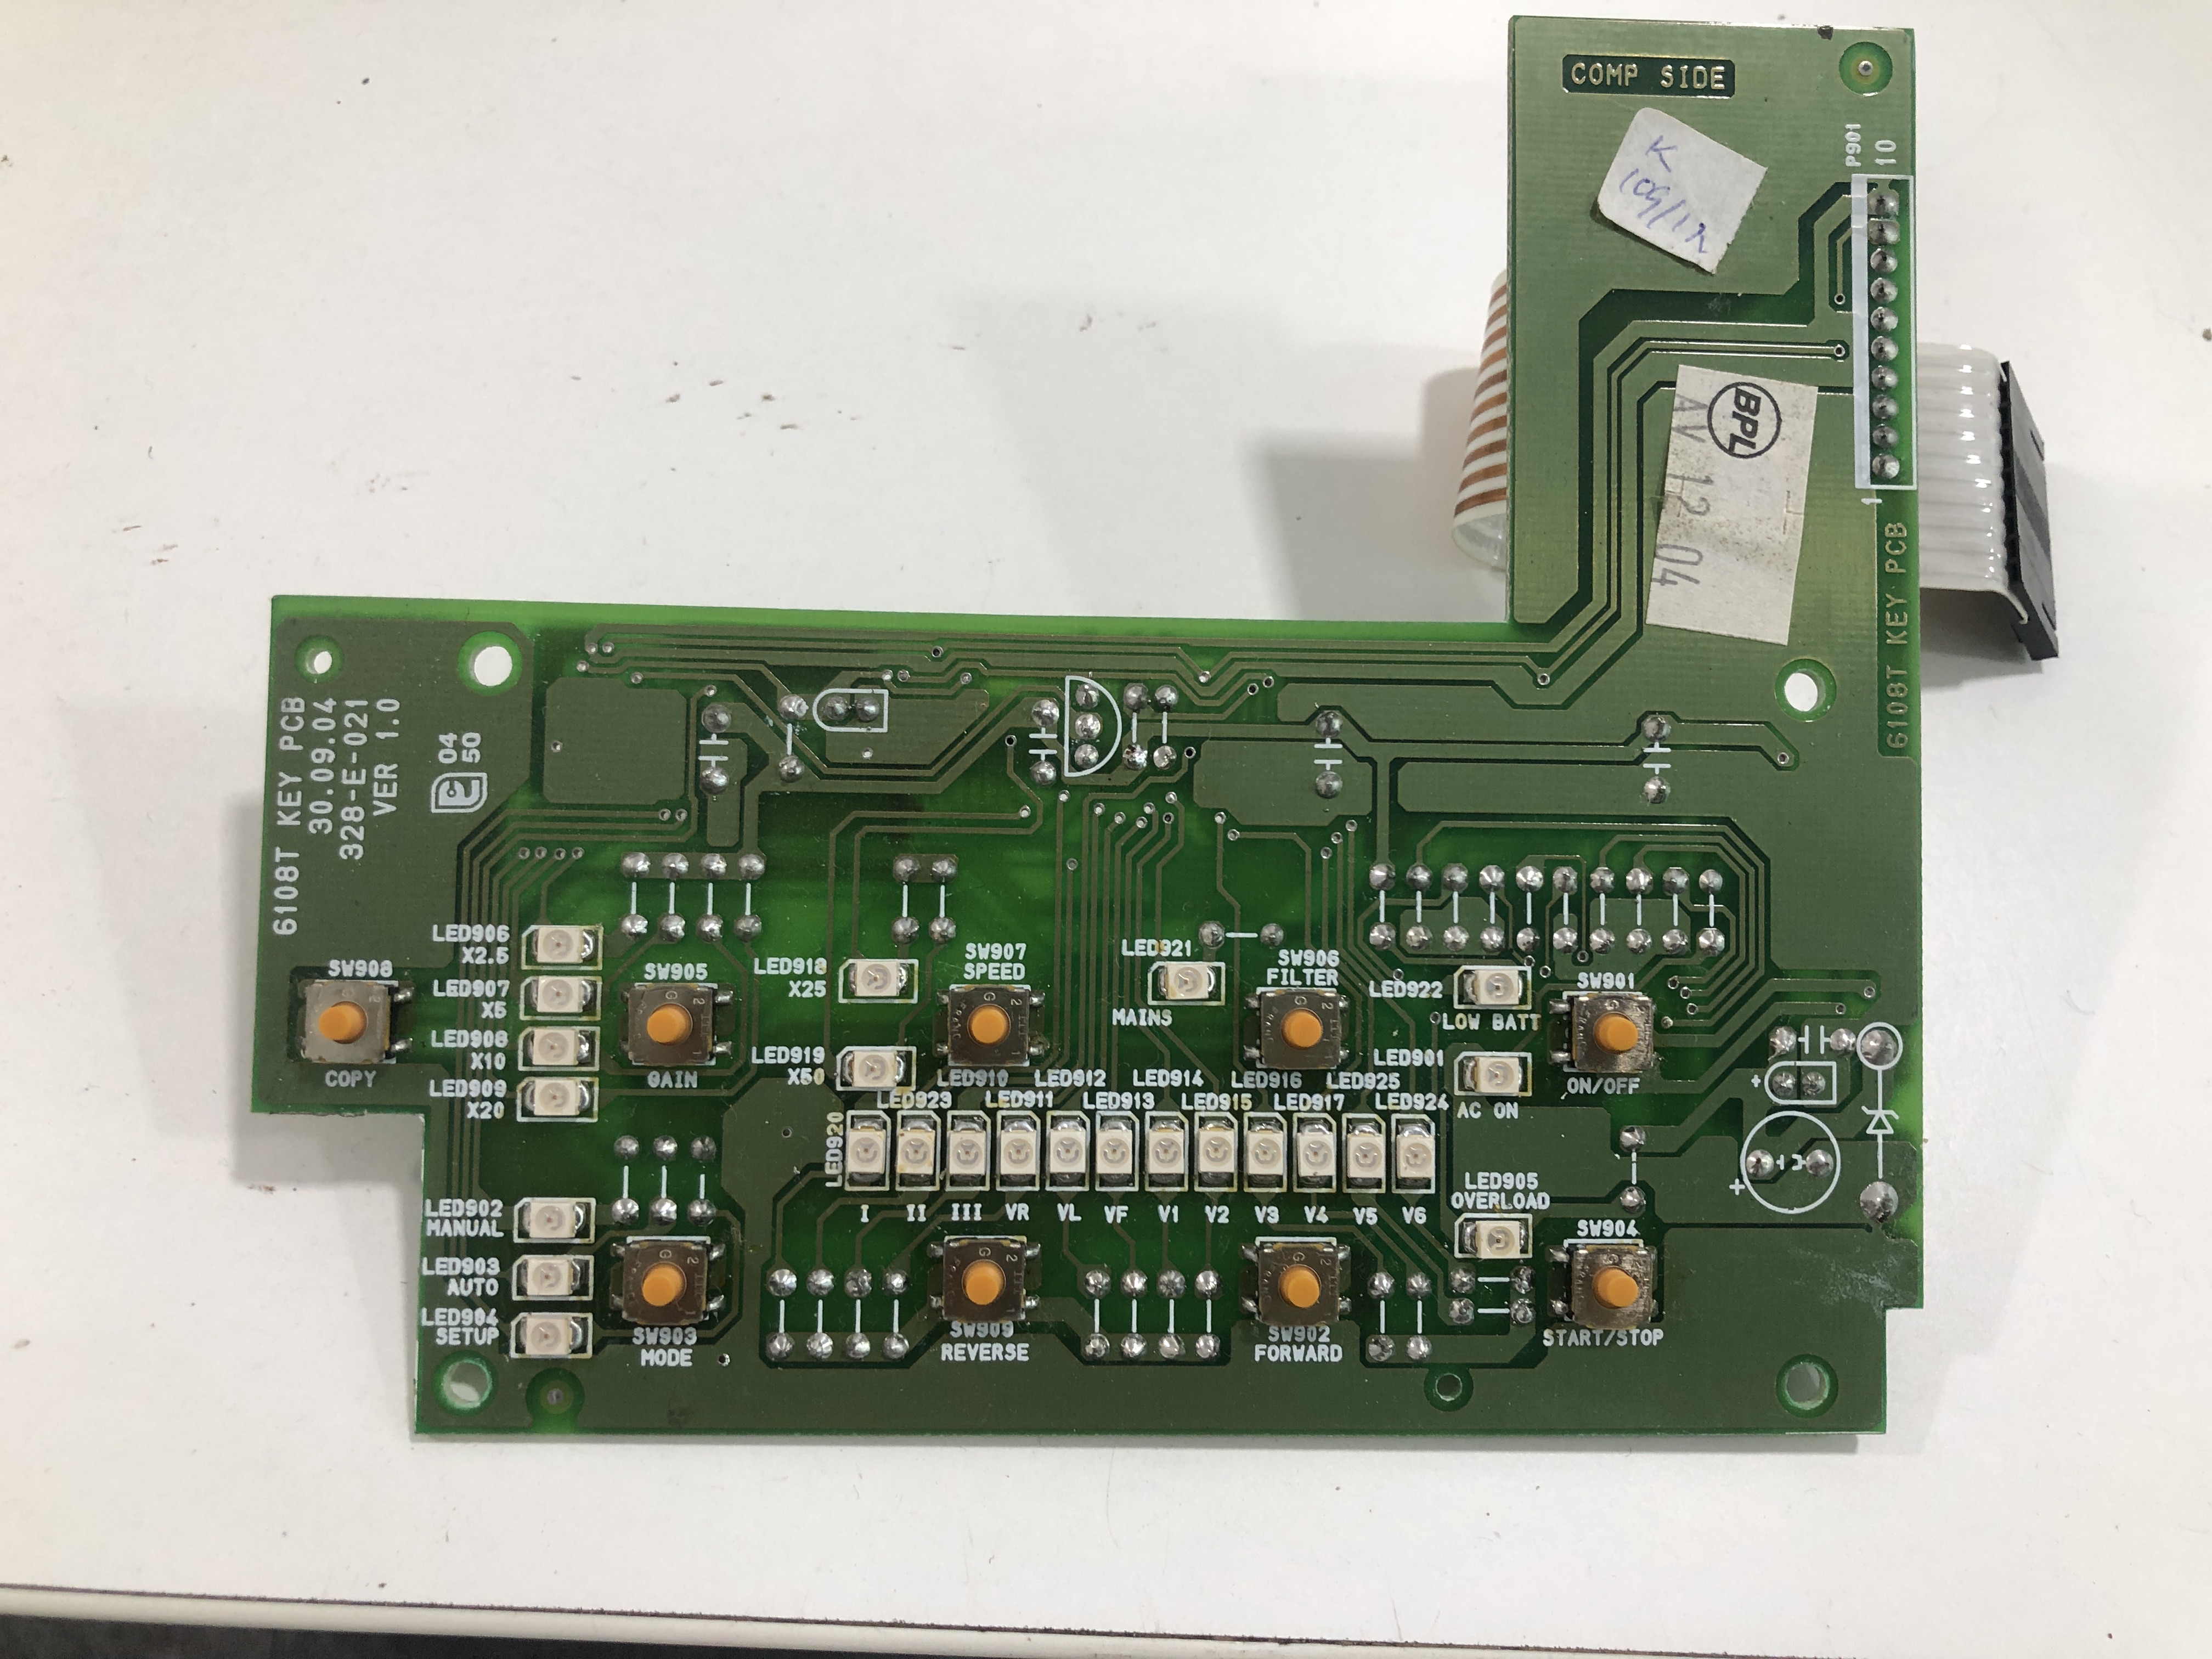 COMP SIDE
P901
10
K
BPL
AV 12 04
1
6108T KEY PCB
6108T KEY PCB
30.09.04
328-E-021
VER 1.0
04
50
LED906
X2.5
LED907
X5
LED908
X10
LED909
X20
SW908
COPY
SW905
GAIN
LED918
X25
LED919
X50
SW907
SPEED
LED921
MAINS
SW906
FILTER
LED922
LOW BATT
LED901
AC ON
SW901
ON/OFF
LED910 LED912 LED914 LED916 LED925
LED923 LED911 LED913 LED915 LED917 LED924
LED920
I II III VR VL VF V1 V2 V3 V4 V5 V6
LED905
OVERLOAD
LED902
MANUAL
LED903
AUTO
LED904
SETUP
SW903
MODE
SW909
REVERSE
SW902
FORWARD
SW904
START/STOP